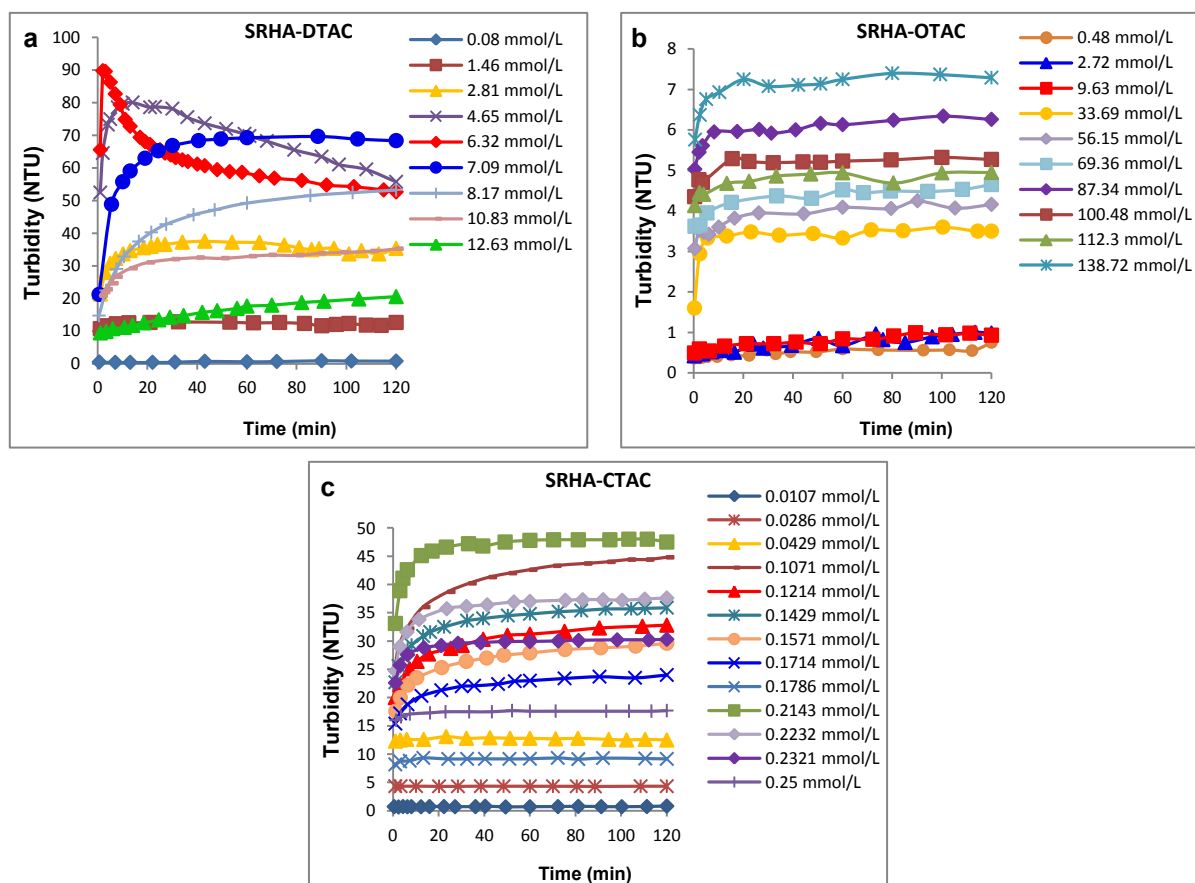 a
SRHA-DTAC
Turbidity (NTU)
100
90
80
70
60
50
40
30
20
10
0
0 20 40 60 80 100 120
Time (min)
0.08 mmol/L
1.46 mmol/L
2.81 mmol/L
4.65 mmol/L
6.32 mmol/L
7.09 mmol/L
8.17 mmol/L
10.83 mmol/L
12.63 mmol/L
b
SRHA-OTAC
Turbidity (NTU)
8
7
6
5
4
3
2
1
0
0 20 40 60 80 100 120
Time (min)
0.48 mmol/L
2.72 mmol/L
9.63 mmol/L
33.69 mmol/L
56.15 mmol/L
69.36 mmol/L
87.34 mmol/L
100.48 mmol/L
112.3 mmol/L
138.72 mmol/L
c
SRHA-CTAC
Turbidity (NTU)
50
45
40
35
30
25
20
15
10
5
0
0 20 40 60 80 100 120
Time (min)
0.0107 mmol/L
0.0286 mmol/L
0.0429 mmol/L
0.1071 mmol/L
0.1214 mmol/L
0.1429 mmol/L
0.1571 mmol/L
0.1714 mmol/L
0.1786 mmol/L
0.2143 mmol/L
0.2232 mmol/L
0.2321 mmol/L
0.25 mmol/L